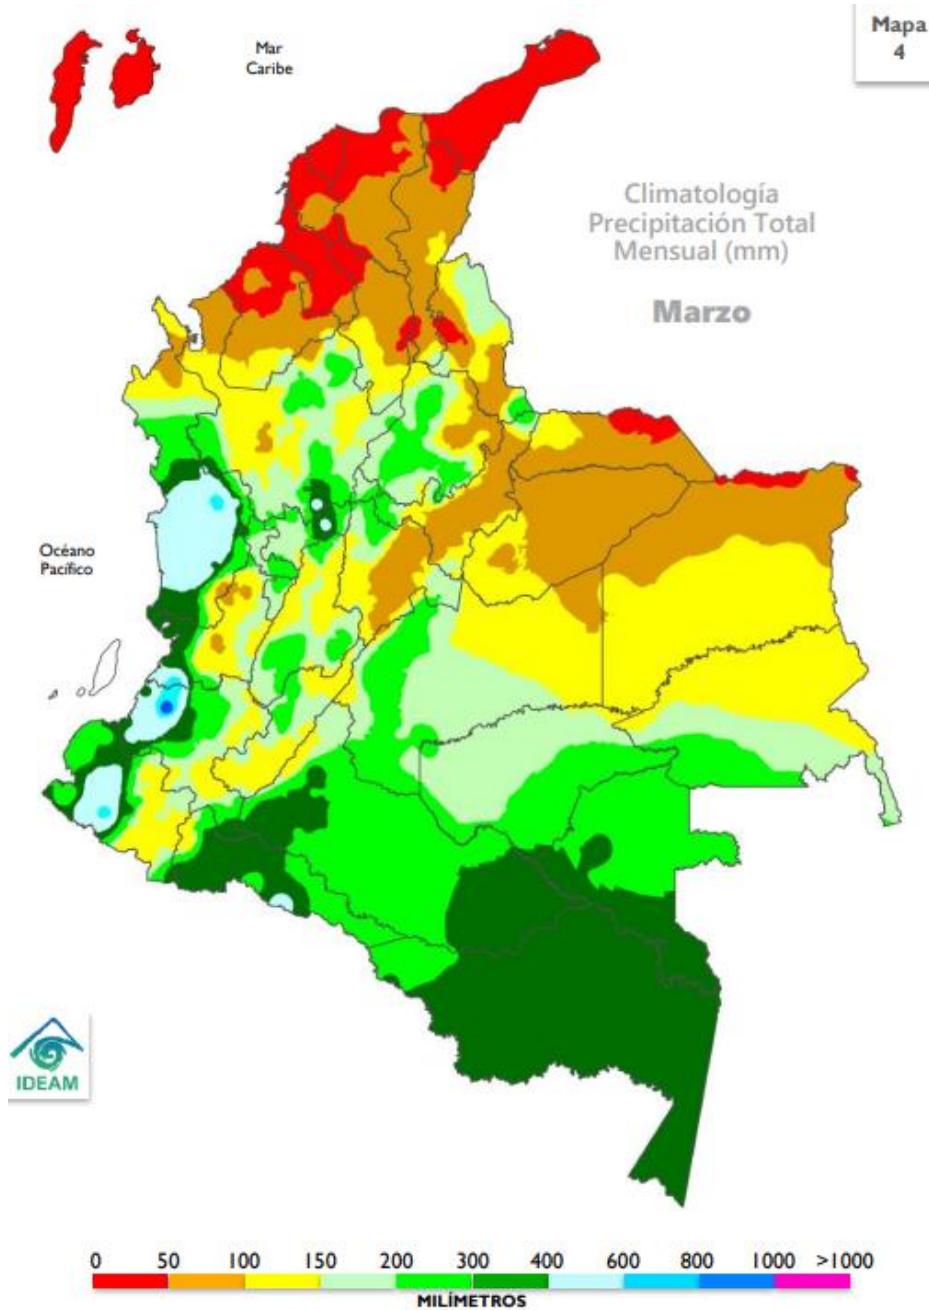 Mapa
4
Mar
Caribe
Climatología
Precipitación Total
Mensual (mm)
Marzo
Océano
Pacífico
IDEAM
0 50 100 150 200 300 400 600 800 1000 >1000
MILÍMETROS